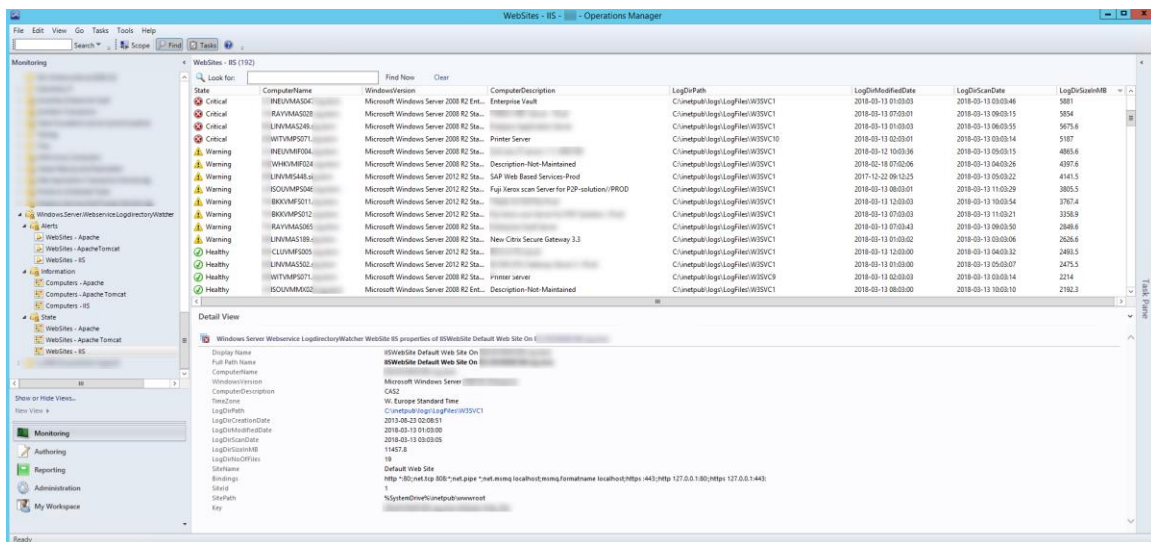 WebSites - IIS - - Operations Manager
File Edit View Go Tasks Tools Help
Search Scope Find Tasks
Monitoring
Windows.Server.Webservice.LogdirectoryWatcher
Alerts
WebSites - Apache
WebSites - ApacheTomcat
WebSites - IIS
Information
Computers - Apache
Computers - Apache Tomcat
Computers - IIS
State
WebSites - Apache
WebSites - Apache Tomcat
WebSites - IIS
Show or Hide Views...
New View
Monitoring
Authoring
Reporting
Administration
My Workspace
Ready
WebSites - IIS (192)
Look for: Find Now Clear
State ComputerName WindowsVersion ComputerDescription LogDirPath LogDirModifiedDate LogDirScanDate LogDirSizeInMB
Critical INEUVMAS047 Microsoft Windows Server 2008 R2 Ent... Enterprise Vault C:\inetpub\logs\LogFiles\W3SVC1 2018-03-13 01:03:03 2018-03-13 03:03:46 5881
Critical RAYVMAS028 Microsoft Windows Server 2008 R2 Sta... C:\inetpub\logs\LogFiles\W3SVC1 2018-03-13 07:03:01 2018-03-13 09:03:15 5854
Critical LINVMAS245 Microsoft Windows Server 2008 R2 Sta... C:\inetpub\logs\LogFiles\W3SVC1 2018-03-13 01:03:03 2018-03-13 06:03:55 5675.6
Critical WITVMPS071 Microsoft Windows Server 2008 R2 Sta... Printer Server C:\inetpub\logs\LogFiles\W3SVC10 2018-03-13 02:03:01 2018-03-13 03:03:14 5187
Warning INEUVMIF004 Microsoft Windows Server 2008 R2 Sta... C:\inetpub\logs\LogFiles\W3SVC1 2018-03-12 10:03:36 2018-03-13 05:03:15 4865.6
Warning WHKVMIF024 Microsoft Windows Server 2008 R2 Sta... Description-Not-Maintained C:\inetpub\logs\LogFiles\W3SVC1 2018-02-18 07:02:06 2018-03-13 04:03:26 4397.6
Warning LINVMIS448.si Microsoft Windows Server 2012 R2 Sta... SAP Web Based Services-Prod C:\inetpub\logs\LogFiles\W3SVC1 2017-12-22 09:12:25 2018-03-13 05:03:22 4141.5
Warning ISOUVMPS046 Microsoft Windows Server 2012 R2 Sta... Fuji Xerox scan Server for P2P-solution//PROD C:\inetpub\logs\LogFiles\W3SVC1 2018-03-13 08:03:01 2018-03-13 11:03:29 3805.5
Warning BKKVMFS011 Microsoft Windows Server 2012 R2 Sta... C:\inetpub\logs\LogFiles\W3SVC1 2018-03-13 12:03:03 2018-03-13 10:03:54 3767.4
Warning BKKVMPS012 Microsoft Windows Server 2012 R2 Sta... C:\inetpub\logs\LogFiles\W3SVC1 2018-03-13 07:03:03 2018-03-13 11:03:21 3358.9
Warning RAYVMAS065 Microsoft Windows Server 2008 R2 Sta... C:\inetpub\logs\LogFiles\W3SVC1 2018-03-13 07:03:43 2018-03-13 09:03:50 2849.6
Warning LINVMAS189. Microsoft Windows Server 2008 R2 Sta... New Citrix Secure Gateway 3.3 C:\inetpub\logs\LogFiles\W3SVC1 2018-03-13 01:03:02 2018-03-13 03:03:06 2626.6
Healthy CLUVMFS005 Microsoft Windows Server 2012 R2 Sta... C:\inetpub\logs\LogFiles\W3SVC1 2018-03-13 12:03:00 2018-03-13 04:03:32 2493.5
Healthy LINVMAS502. Microsoft Windows Server 2012 R2 Sta... C:\inetpub\logs\LogFiles\W3SVC1 2018-03-13 01:03:00 2018-03-13 05:03:07 2475.5
Healthy WITVMPS071. Microsoft Windows Server 2008 R2 Sta... Printer Server C:\inetpub\logs\LogFiles\W3SVC9 2018-03-13 02:03:03 2018-03-13 03:03:14 2214
Healthy ISOUVMMX02 Microsoft Windows Server 2008 R2 Ent... Description-Not-Maintained C:\inetpub\logs\LogFiles\W3SVC1 2018-03-13 08:03:00 2018-03-13 10:03:10 2192.3
Detail View
Windows Server Webservice LogdirectoryWatcher WebSite IIS properties of IISWebSite Default Web Site On
Display Name IISWebSite Default Web Site On
Full Path Name IISWebSite Default Web Site On
ComputerName
WindowsVersion Microsoft Windows Server
ComputerDescription CAS2
TimeZone W. Europe Standard Time
LogDirPath C:\inetpub\logs\LogFiles\W3SVC1
LogDirCreationDate 2013-08-23 02:08:51
LogDirModifiedDate 2018-03-13 01:03:00
LogDirScanDate 2018-03-13 03:03:05
LogDirSizeInMB 11457.8
LogDirNoOfFiles 19
SiteName Default Web Site
Bindings http *:80:;net.tcp 808:*;net.pipe *;net.msmq localhost;msmq.formatname localhost;https :443:;http 127.0.0.1:80:;https 127.0.0.1:443:
SiteId 1
SitePath %SystemDrive%\inetpub\wwwroot
Key
Task Pane